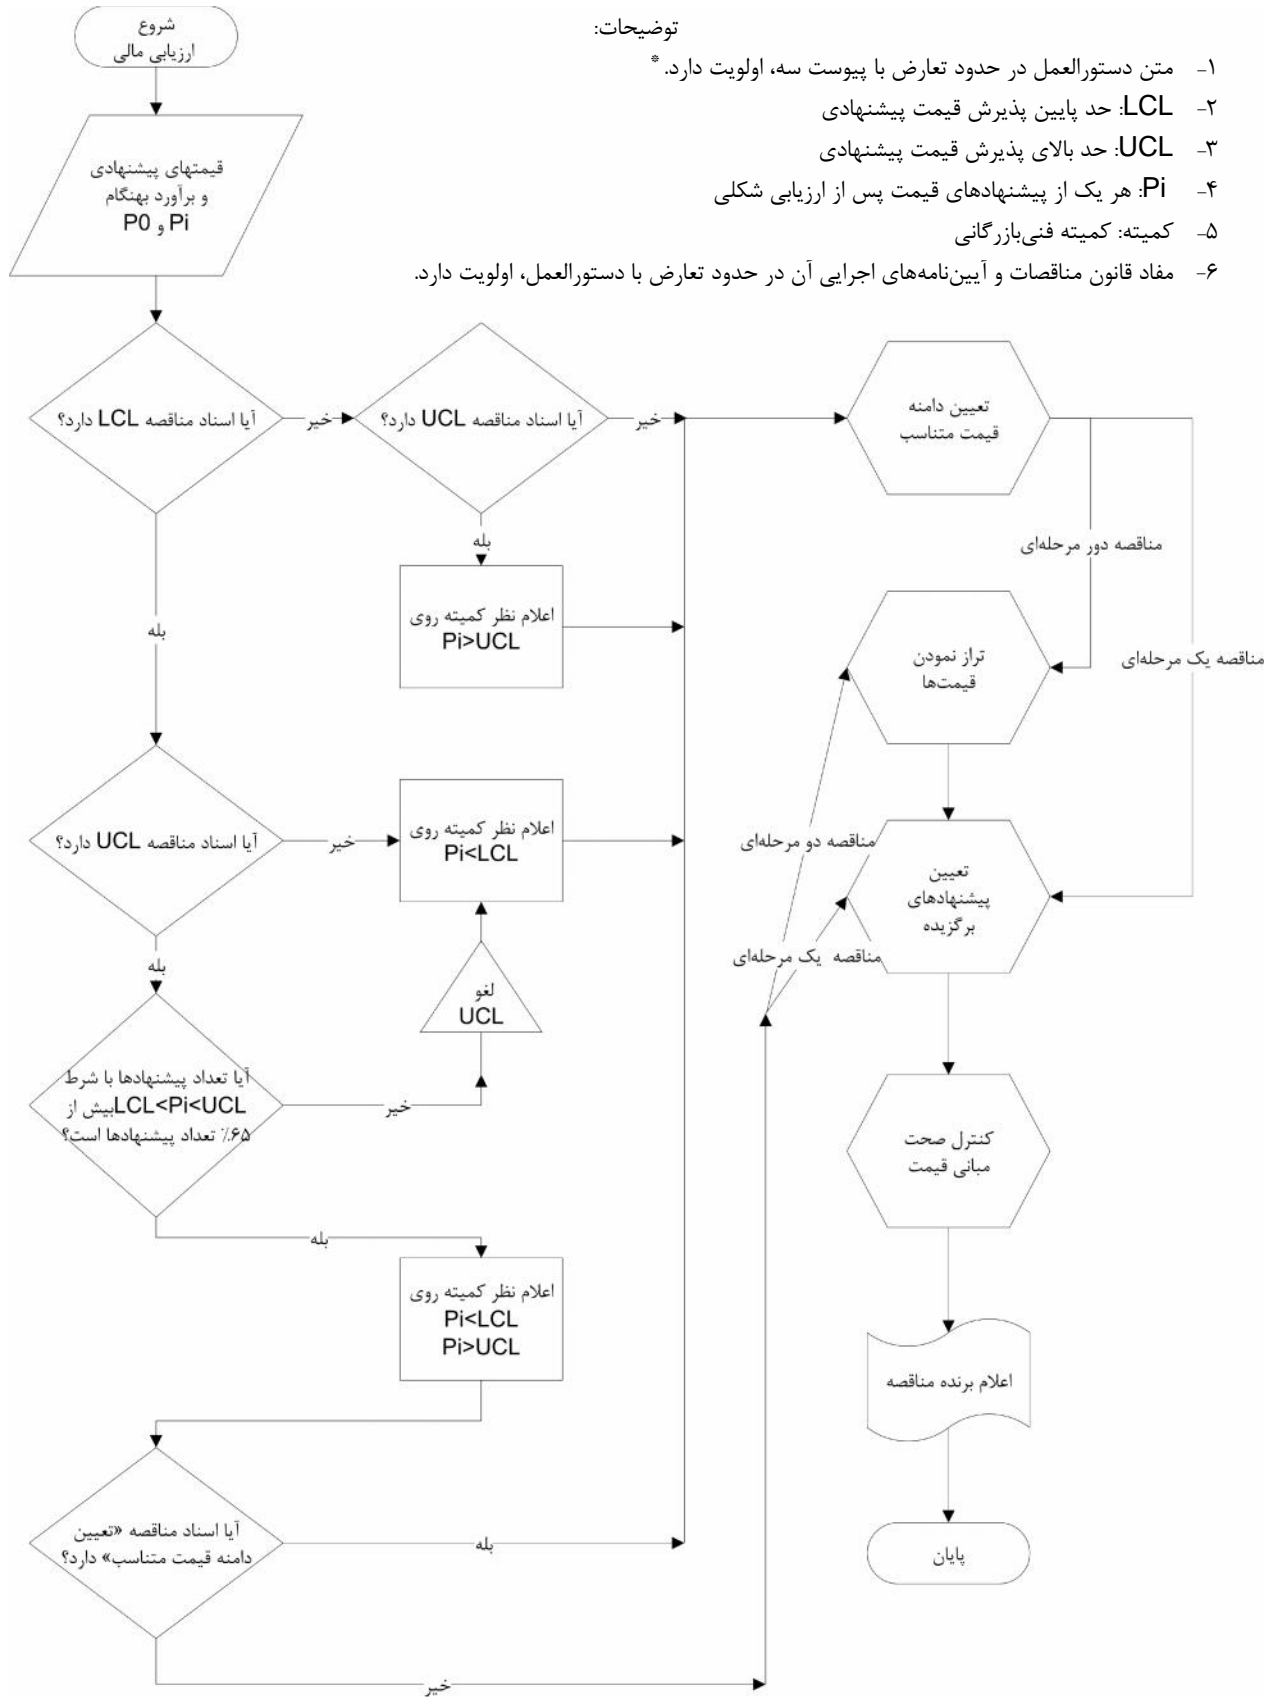 شروع
ارزیابی مالی
توضیحات:
۱- متن دستورالعمل در حدود تعارض با پیوست سه، اولویت دارد. *
۲- LCL: حد پایین پذیرش قیمت پیشنهادی
۳- UCL: حد بالای پذیرش قیمت پیشنهادی
۴- Pi: هر یک از پیشنهادهای قیمت پس از ارزیابی شکلی
۵- کمیته: کمیته فنی‌بازرگانی
۶- مفاد قانون مناقصات و آیین‌نامه‌های اجرایی آن در حدود تعارض با دستورالعمل، اولویت دارد.
قیمتهای پیشنهادی
و برآورد بهنگام
Pi و P0
آیا اسناد مناقصه LCL دارد؟
خیر
آیا اسناد مناقصه UCL دارد؟
خیر
تعیین دامنه
قیمت متناسب
بله
مناقصه دور مرحله‌ای
اعلام نظر کمیته روی
Pi>UCL
بله
تراز نمودن
قیمت‌ها
مناقصه یک مرحله‌ای
آیا اسناد مناقصه UCL دارد؟
خیر
اعلام نظر کمیته روی
Pi<LCL
مناقصه دو مرحله‌ای
تعیین
پیشنهادهای
برگزیده
مناقصه یک مرحله‌ای
بله
لغو
UCL
آیا تعداد پیشنهادها با شرط
LCL<Pi<UCLبیش از
۶۵٪ تعداد پیشنهادها است؟
خیر
کنترل صحت
مبانی قیمت
بله
اعلام نظر کمیته روی
Pi<LCL
Pi>UCL
اعلام برنده مناقصه
آیا اسناد مناقصه «تعیین
دامنه قیمت متناسب» دارد؟
بله
پایان
خیر